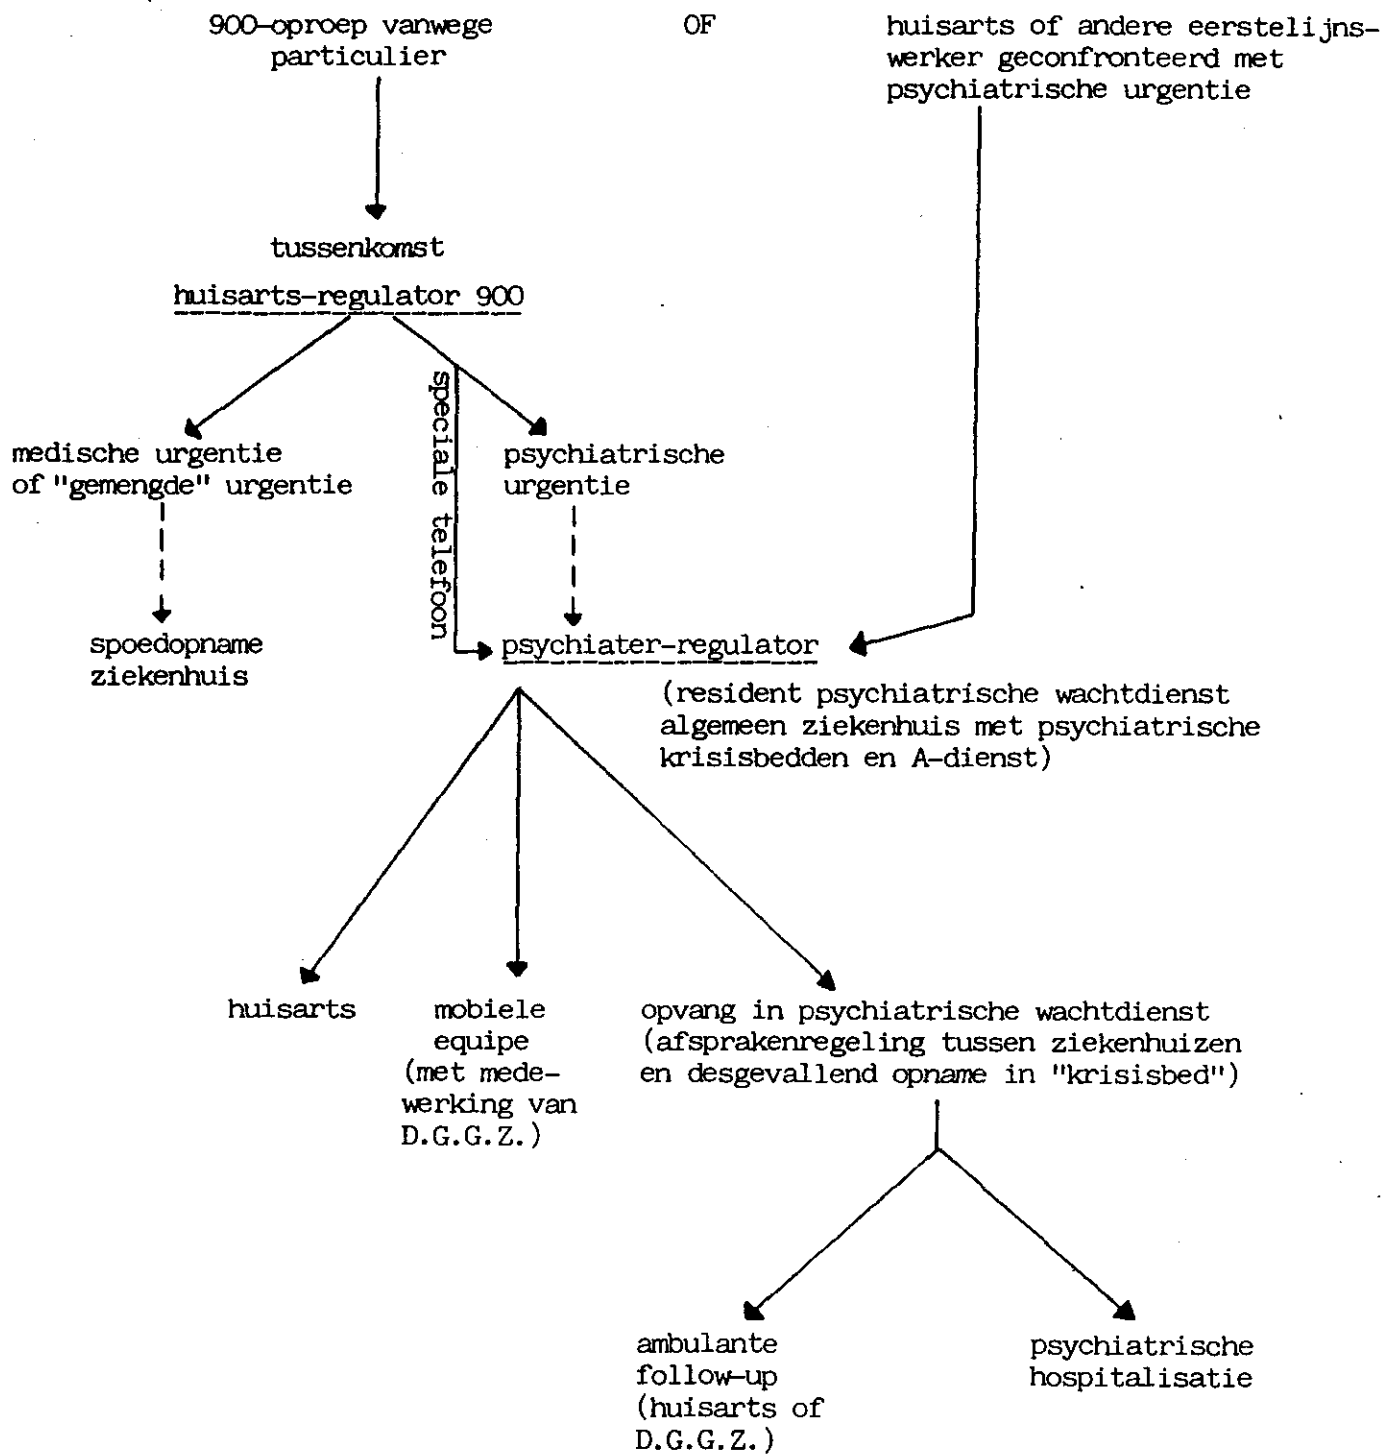 900-oproep vanwege
particulier
OF
huisarts of andere eerstelijns-
werker geconfronteerd met
psychiatrische urgentie
tussenkomst
huisarts-regulator 900
speciale telefoon
medische urgentie
of "gemengde" urgentie
psychiatrische
urgentie
spoedopname
ziekenhuis
psychiater-regulator
(resident psychiatrische wachtdienst
algemeen ziekenhuis met psychiatrische
krisisbedden en A-dienst)
huisarts
mobiele
equipe
(met mede-
werking van
D.G.G.Z.)
opvang in psychiatrische wachtdienst
(afsprakenregeling tussen ziekenhuizen
en desgevallend opname in "krisisbed")
ambulante
follow-up
(huisarts of
D.G.G.Z.)
psychiatrische
hospitalisatie